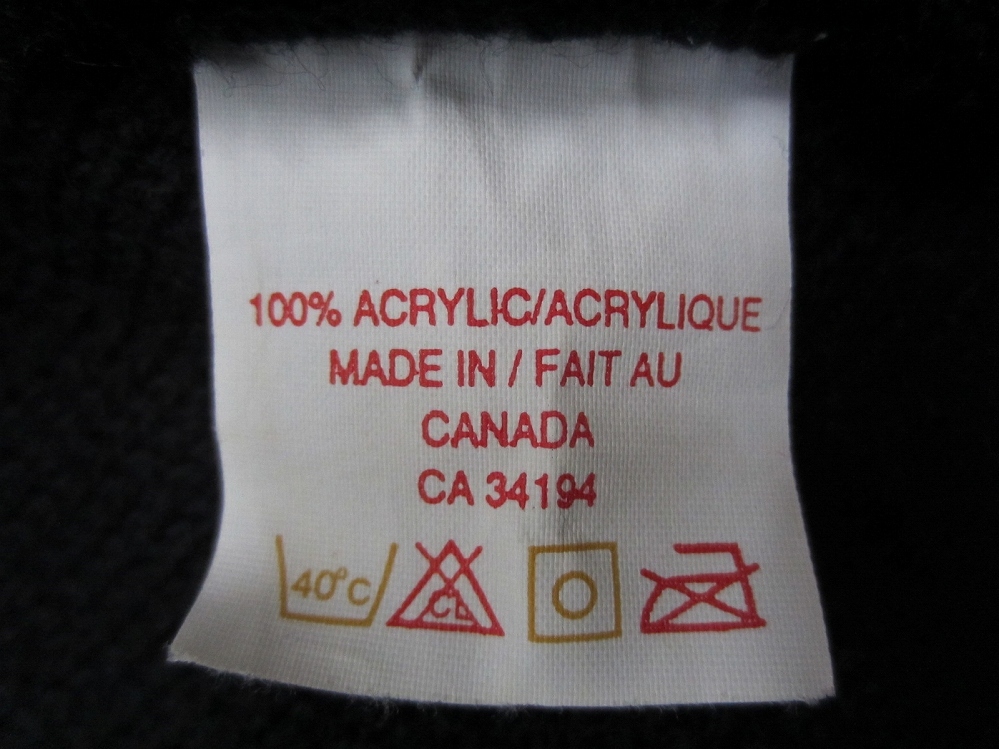 100% ACRYLIC/ACRYLIQUE
MADE IN / FAIT AU
CANADA
CA 34194
40°C CL